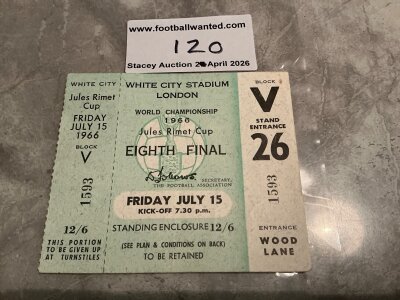 www.footballwanted.com
120
Stacey Auction 2 April 2026
WHITE CITY
Jules Rimet
Cup
FRIDAY
JULY 15
1966
BLOCK
V
1593
12/6
THIS PORTION
TO BE GIVEN UP
AT TURNSTILES
WHITE CITY STADIUM
LONDON
WORLD CHAMPIONSHIP
1966
Jules Rimet Cup
EIGHTH FINAL
SECRETARY,
THE FOOTBALL ASSOCIATION
FRIDAY JULY 15
KICK-OFF 7.30 p.m.
STANDING ENCLOSURE 12/6
(SEE PLAN & CONDITIONS ON BACK)
TO BE RETAINED
BLOCK
V
STAND
ENTRANCE
26
1593
ENTRANCE
WOOD
LANE